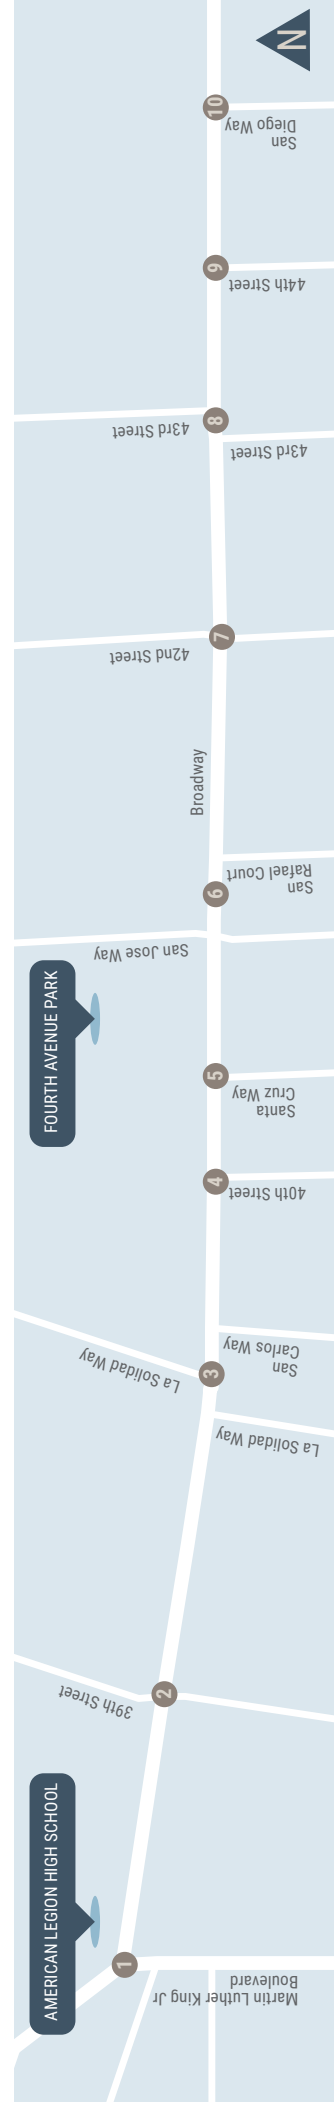 N
10
San
Diego Way
9
44th Street
8
43rd Street
43rd Street
7
42nd Street
Broadway
San
Rafael Court
6
San Jose Way
FOURTH AVENUE PARK
5
Santa
Cruz Way
4
40th Street
San
Carlos Way
La Solidad Way
3
La Solidad Way
39th Street
2
AMERICAN LEGION HIGH SCHOOL
1
Martin Luther King Jr
Boulevard